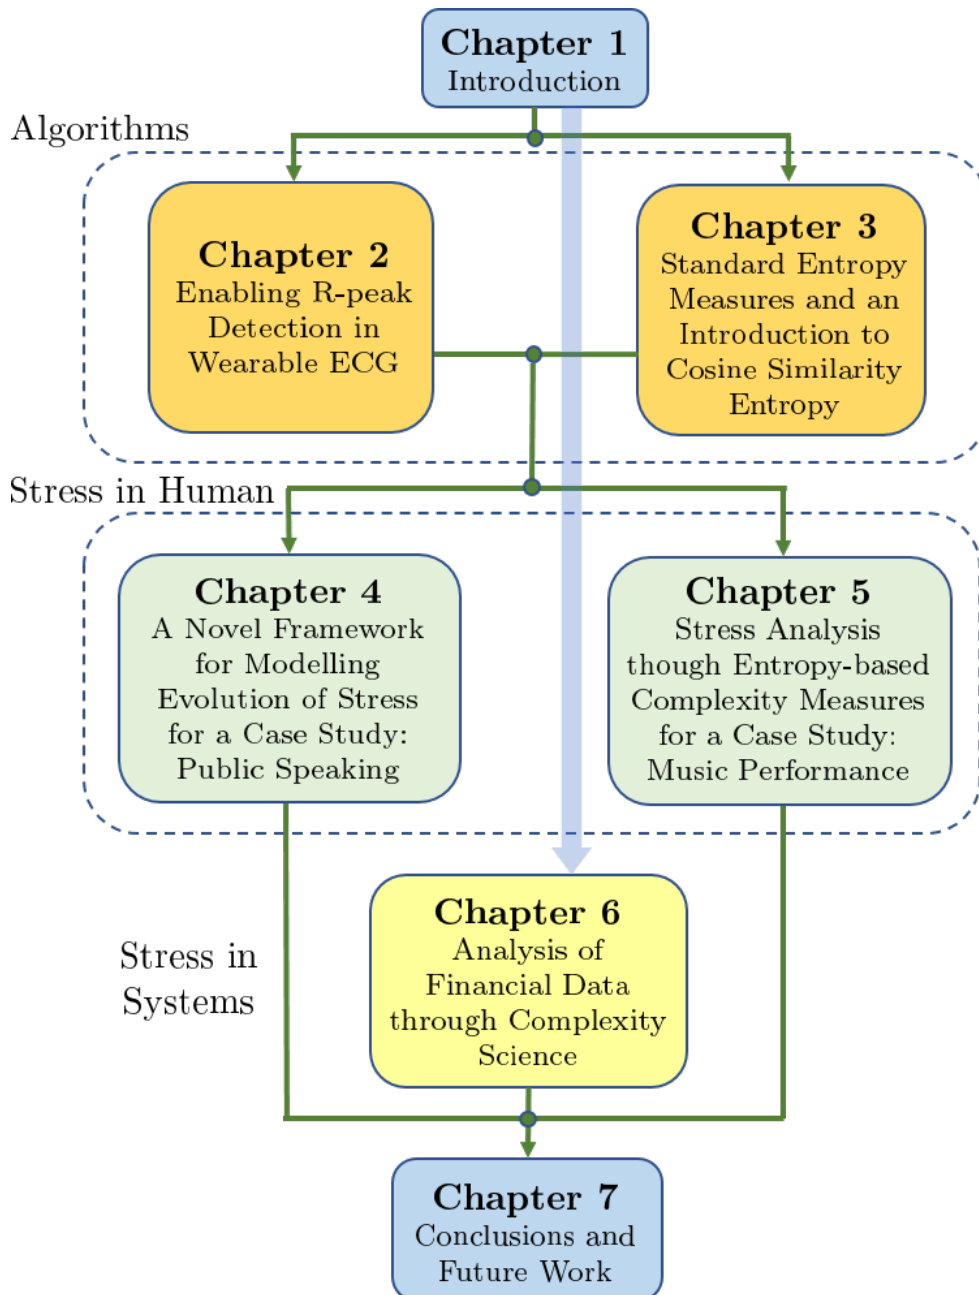 Chapter 1
Introduction
Algorithms
Chapter 2
Enabling R-peak
Detection in
Wearable ECG
Chapter 3
Standard Entropy
Measures and an
Introduction to
Cosine Similarity
Entropy
Stress in Human
Chapter 4
A Novel Framework
for Modelling
Evolution of Stress
for a Case Study:
Public Speaking
Chapter 5
Stress Analysis
though Entropy-based
Complexity Measures
for a Case Study:
Music Performance
Stress in
Systems
Chapter 6
Analysis of
Financial Data
through Complexity
Science
Chapter 7
Conclusions and
Future Work